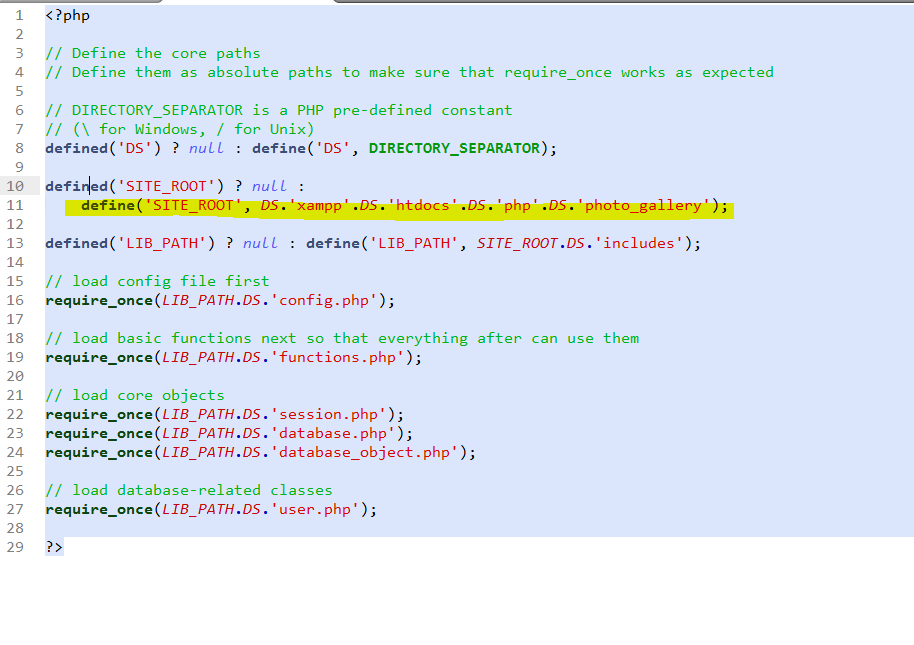 1 <?php
2
3 // Define the core paths
4 // Define them as absolute paths to make sure that require_once works as expected
5
6 // DIRECTORY_SEPARATOR is a PHP pre-defined constant
7 // (\ for Windows, / for Unix)
8 defined('DS') ? null : define('DS', DIRECTORY_SEPARATOR);
9
10 defined('SITE_ROOT') ? null :
11     define('SITE_ROOT', DS.'xampp'.DS.'htdocs'.DS.'php'.DS.'photo_gallery');
12
13 defined('LIB_PATH') ? null : define('LIB_PATH', SITE_ROOT.DS.'includes');
14
15 // load config file first
16 require_once(LIB_PATH.DS.'config.php');
17
18 // load basic functions next so that everything after can use them
19 require_once(LIB_PATH.DS.'functions.php');
20
21 // load core objects
22 require_once(LIB_PATH.DS.'session.php');
23 require_once(LIB_PATH.DS.'database.php');
24 require_once(LIB_PATH.DS.'database_object.php');
25
26 // load database-related classes
27 require_once(LIB_PATH.DS.'user.php');
28
29 ?>